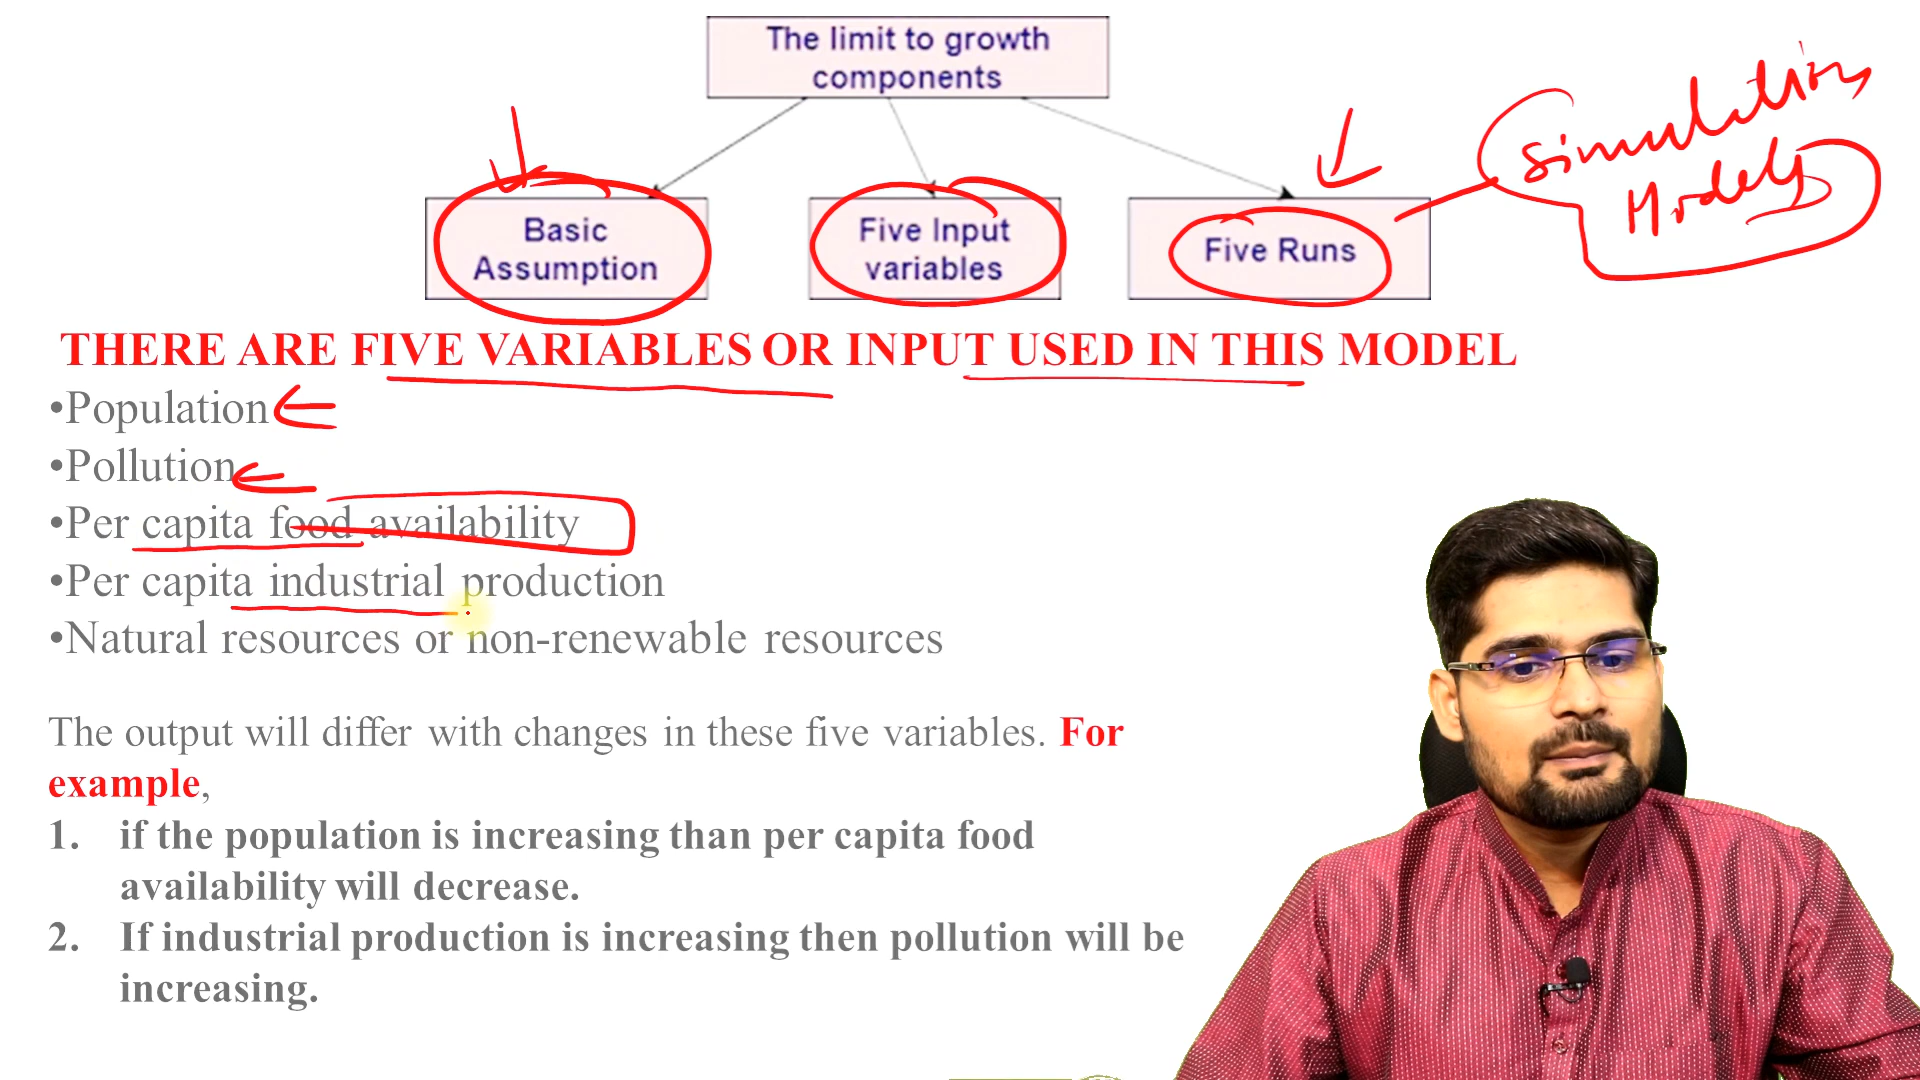 The limit to growth
components
Basic
Assumption
Five Input
variables
Five Runs
simulation
Models
THERE ARE FIVE VARIABLES OR INPUT USED IN THIS MODEL
•Population
•Pollution
•Per capita food availability
•Per capita industrial production
•Natural resources or non-renewable resources
The output will differ with changes in these five variables. For
example,
1. if the population is increasing than per capita food
availability will decrease.
2. If industrial production is increasing then pollution will be
increasing.